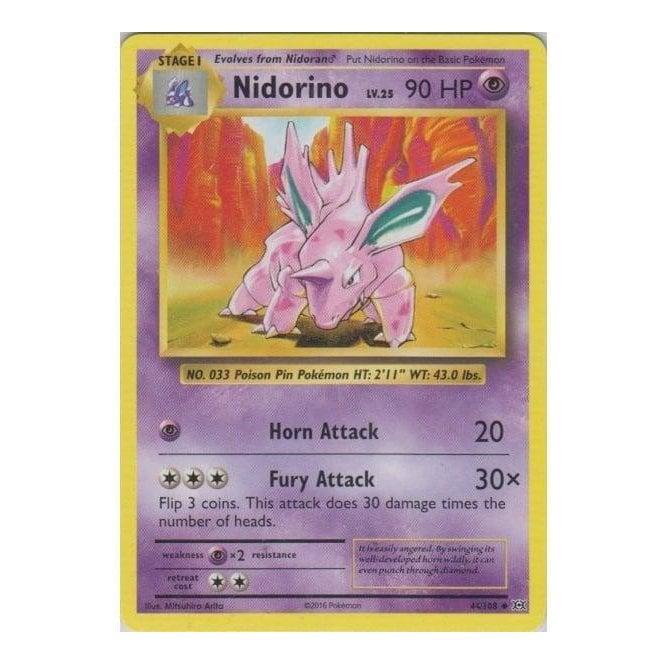 STAGE 1 Evolves from Nidoran♂ Put Nidorino on the Basic Pokémon
Nidorino LV.25 90 HP
NO. 033 Poison Pin Pokémon HT: 2'11" WT: 43.0 lbs.
Horn Attack 20
Fury Attack 30×
Flip 3 coins. This attack does 30 damage times the
number of heads.
weakness ×2 resistance
retreat
cost
It is easily angered. By swinging its
well-developed horn wildly, it can
even punch through diamond.
Illus. Mitsuhiro Arita ©2016 Pokémon 44/108